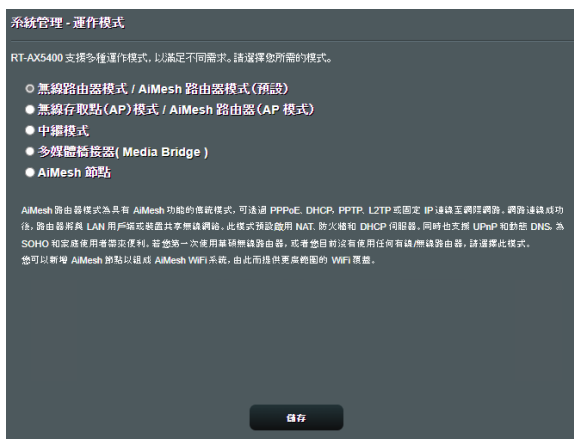 系統管理 - 運作模式
RT-AX5400 支援多種運作模式，以滿足不同需求。請選擇您所需的模式。
無線路由器模式 / AiMesh 路由器模式(預設)
無線存取點(AP)模式 / AiMesh 路由器(AP 模式)
中繼模式
多媒體橋接器( Media Bridge )
AiMesh 節點
AiMesh 路由器模式為具有 AiMesh 功能的傳統模式，可透過 PPPoE, DHCP, PPTP, L2TP 或固定 IP 連線至網際網路。網路連線成功
後，路由器將與 LAN 用戶端或裝置共享無線網絡。此模式預設啟用 NAT, 防火牆和 DHCP 伺服器。同時也支援 UPnP 和動態 DNS, 為
SOHO 和家庭使用者帶來便利。若您第一次使用華碩無線路由器，或者您目前沒有使用任何有線/無線路由器，請選擇此模式。
您可以新增 AiMesh 節點以組成 AiMesh WiFi 系統，由此而提供更廣範圍的 WiFi 覆蓋。
儲存